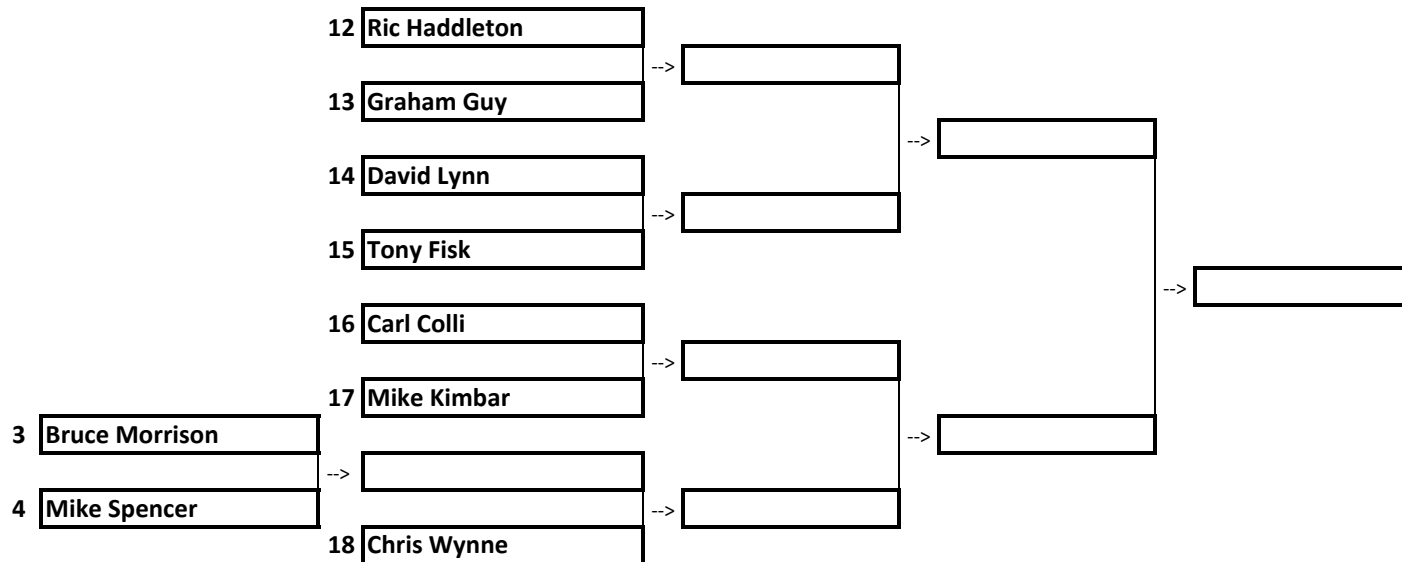 12 Ric Haddleton
-->
13 Graham Guy
-->
14 David Lynn
-->
15 Tony Fisk
-->
16 Carl Colli
-->
17 Mike Kimbar
3 Bruce Morrison
-->
-->
4 Mike Spencer
-->
18 Chris Wynne